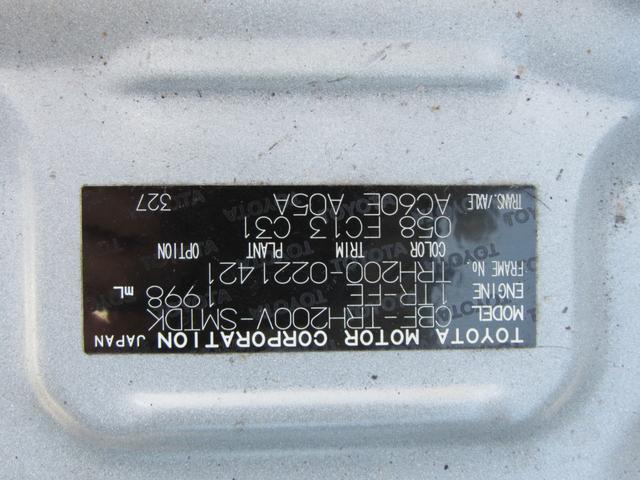 TOYOTA MOTOR CORPORATION JAPAN
MODEL CBF-TRH200V-SMTDK
ENGINE 1TR-FE 1998 mL
FRAME No. TRH200-0221421
COLOR TRIM PLANT OPTION
058 EC13 C31
TRANS./AXLE AC60E A05A 327